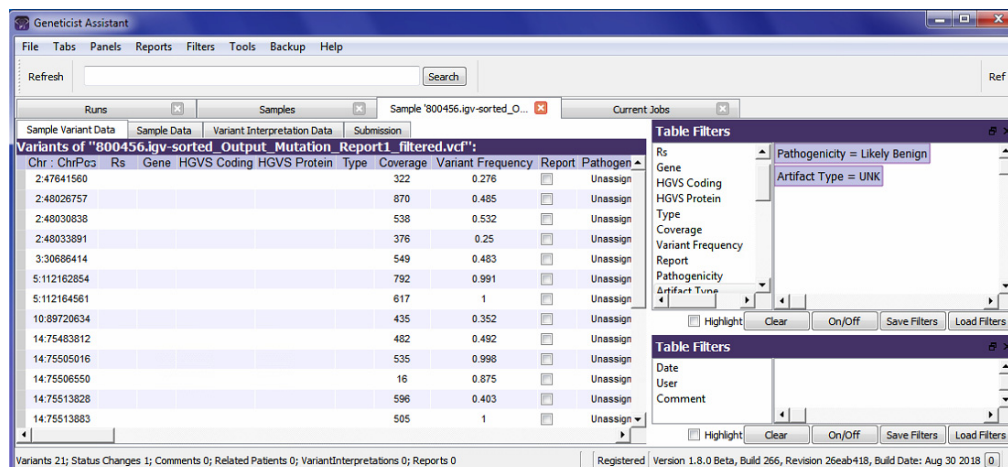 Geneticist Assistant
File Tabs Panels Reports Filters Tools Backup Help
Refresh Search Ref
Runs Samples Sample '800456.igv-sorted_O... Current Jobs
Sample Variant Data Sample Data Variant Interpretation Data Submission
Variants of "800456.igv-sorted_Output_Mutation_Report1_filtered.vcf":
Chr : ChrPos Rs Gene HGVS Coding HGVS Protein Type Coverage Variant Frequency Report Pathogen
2:47641560 322 0.276 Unassign
2:48026757 870 0.485 Unassign
2:48030838 538 0.532 Unassign
2:48033891 376 0.25 Unassign
3:30686414 549 0.483 Unassign
5:112162854 792 0.991 Unassign
5:112164561 617 1 Unassign
10:89720634 435 0.352 Unassign
14:75483812 482 0.492 Unassign
14:75505016 535 0.998 Unassign
14:75506550 16 0.875 Unassign
14:75513828 596 0.403 Unassign
14:75513883 505 1 Unassign
Table Filters
Rs
Gene
HGVS Coding
HGVS Protein
Type
Coverage
Variant Frequency
Report
Pathogenicity
Artifact Type
Pathogenicity = Likely Benign
Artifact Type = UNK
Highlight Clear On/Off Save Filters Load Filters
Table Filters
Date
User
Comment
Highlight Clear On/Off Save Filters Load Filters
Variants 21; Status Changes 1; Comments 0; Related Patients 0; VariantInterpretations 0; Reports 0
Registered Version 1.8.0 Beta, Build 266, Revision 26eab418, Build Date: Aug 30 2018 0